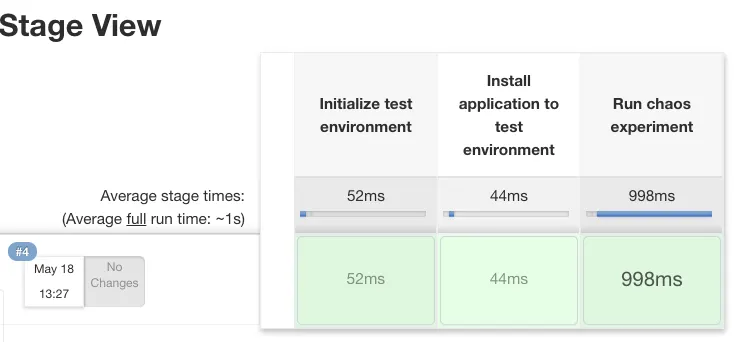 Stage View
Initialize test
environment
Install
application to
test
environment
Run chaos
experiment
Average stage times:
(Average full run time: ~1s)
52ms
44ms
998ms
#4
May 18
13:27
No
Changes
52ms
44ms
998ms